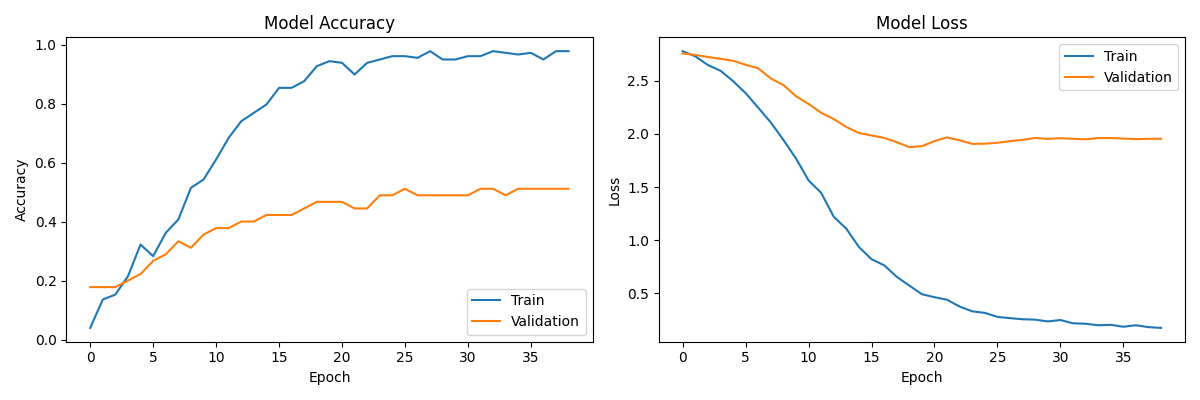 Model Accuracy
Accuracy
1.0
0.8
0.6
0.4
0.2
0.0
0 5 10 15 20 25 30 35
Epoch
Train
Validation
Model Loss
Loss
2.5
2.0
1.5
1.0
0.5
0 5 10 15 20 25 30 35
Epoch
Train
Validation